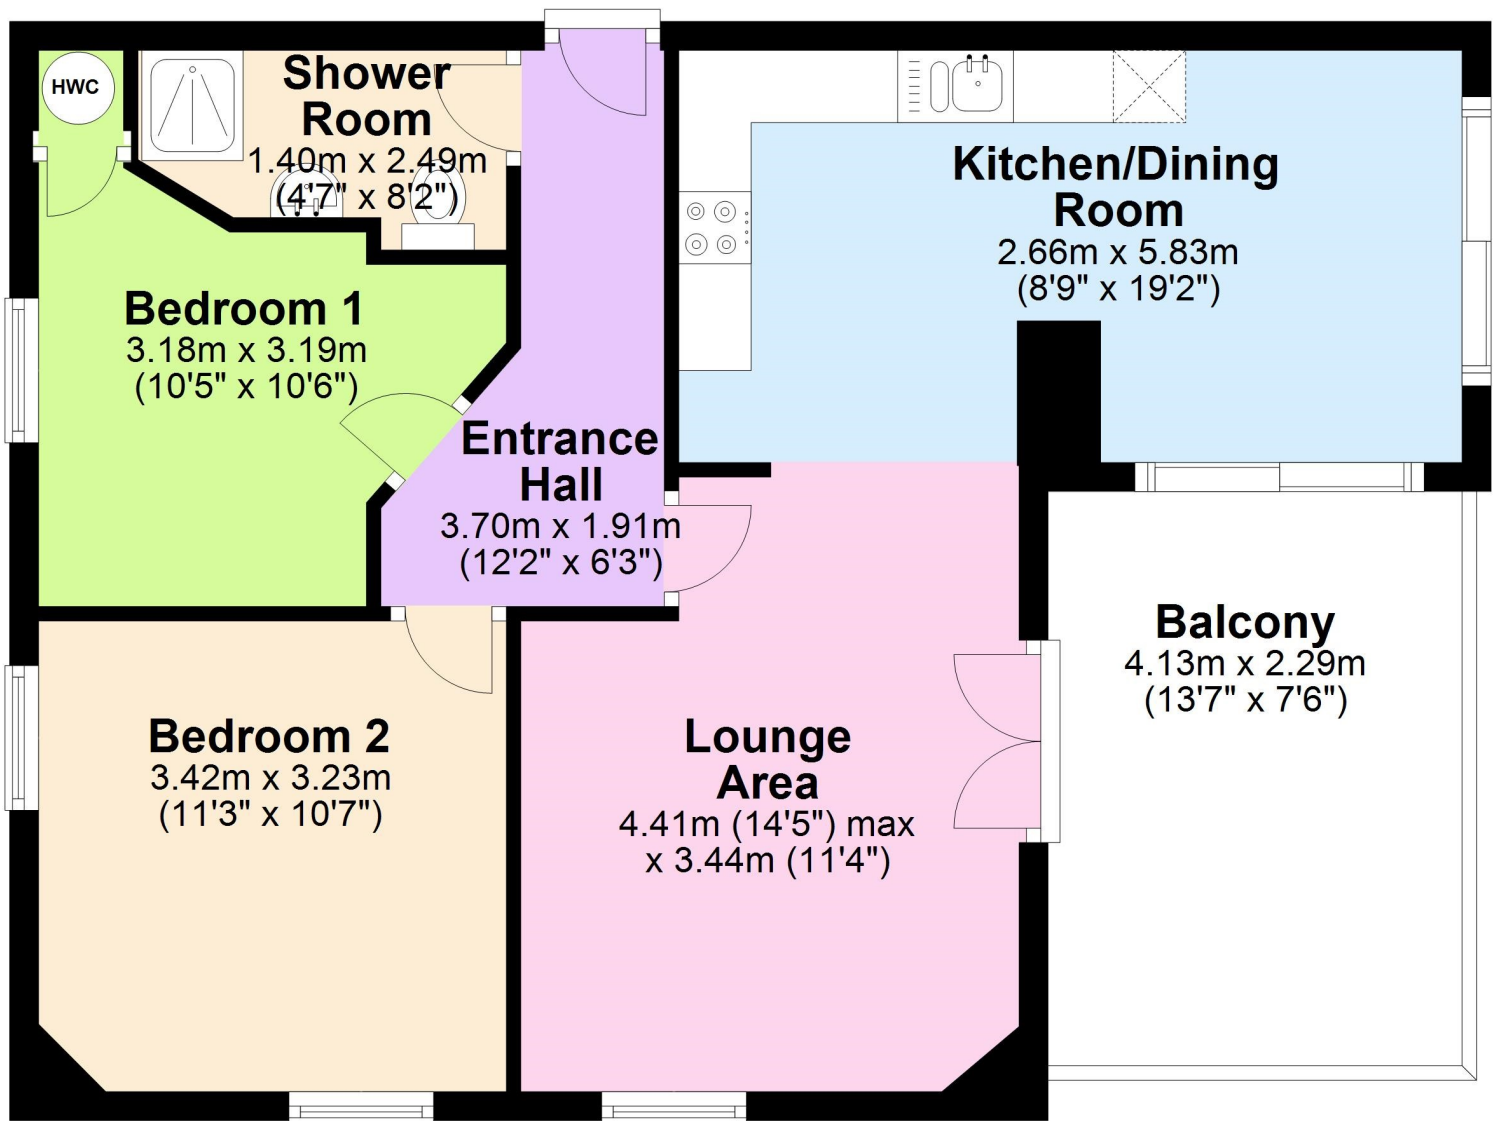 HWC
Shower
Room
1.40m x 2.49m
(4'7" x 8'2")
Kitchen/Dining
Room
2.66m x 5.83m
(8'9" x 19'2")
Bedroom 1
3.18m x 3.19m
(10'5" x 10'6")
Entrance
Hall
3.70m x 1.91m
(12'2" x 6'3")
Balcony
4.13m x 2.29m
(13'7" x 7'6")
Bedroom 2
3.42m x 3.23m
(11'3" x 10'7")
Lounge
Area
4.41m (14'5") max
x 3.44m (11'4")